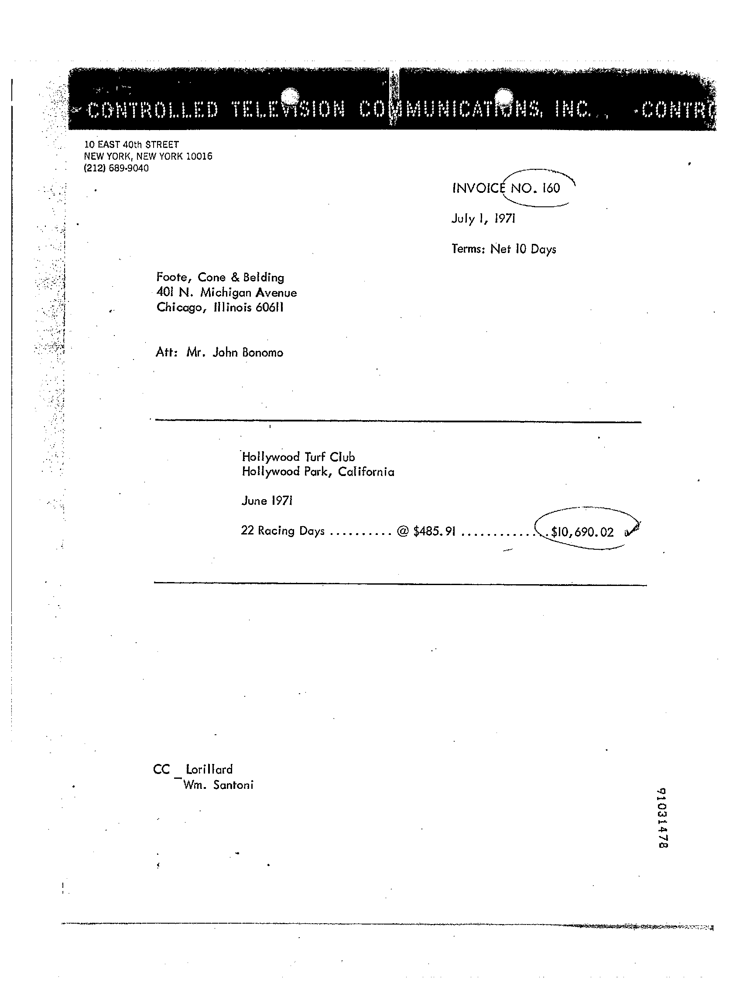 CONTROLLED TELEVISION COMMUNICATIONS, INC. · CONTRO
10 EAST 40th STREET
NEW YORK, NEW YORK 10016
(212) 689-9040
INVOICE NO. 160
July 1, 1971
Terms: Net 10 Days
Foote, Cone & Belding
401 N. Michigan Avenue
Chicago, Illinois 60611
Att: Mr. John Bonomo
Hollywood Turf Club
Hollywood Park, California
June 1971
22 Racing Days .......... @ $485.91 ............. $10,690.02
CC _ Lorillard
Wm. Santoni
91031478